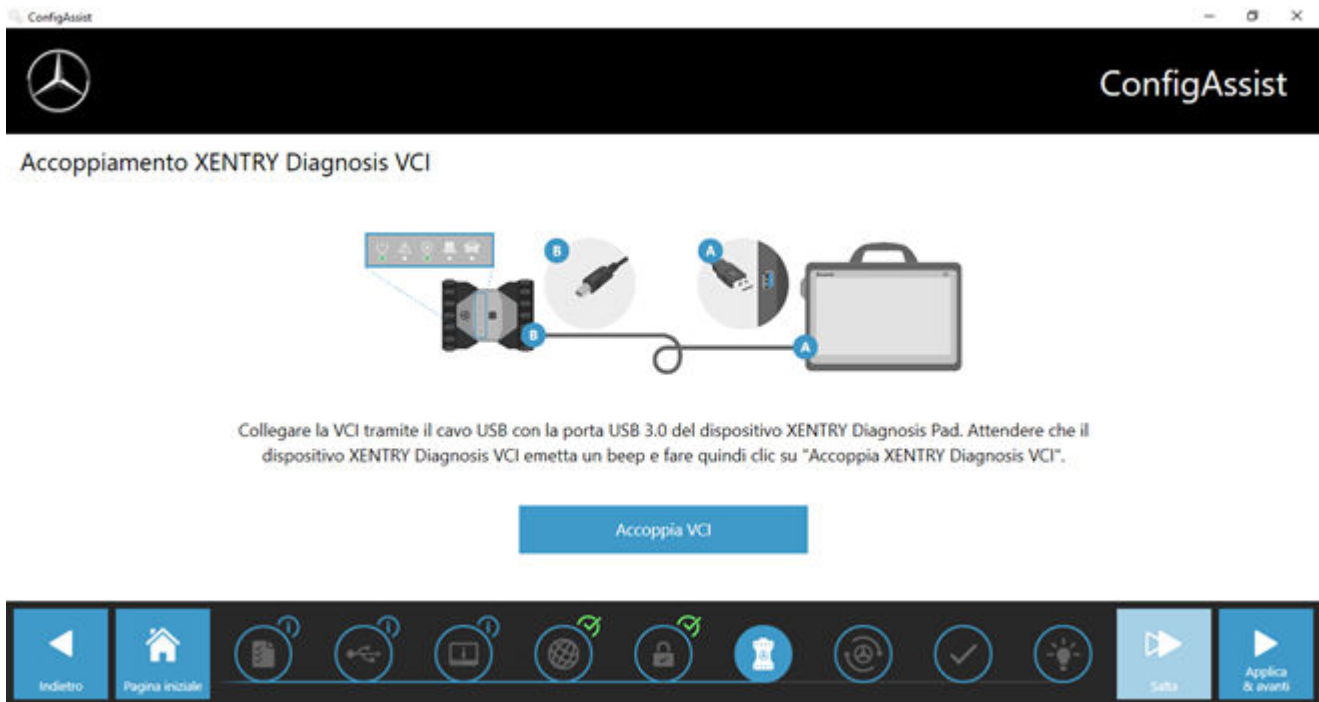 ConfigAssist
ConfigAssist
Accoppiamento XENTRY Diagnosis VCI
B
A
B
A
Collegare la VCI tramite il cavo USB con la porta USB 3.0 del dispositivo XENTRY Diagnosis Pad. Attendere che il
dispositivo XENTRY Diagnosis VCI emetta un beep e fare quindi clic su "Accoppia XENTRY Diagnosis VCI".
Accoppia VCI
Indietro
Pagina iniziale
Salta
Applica
& avanti